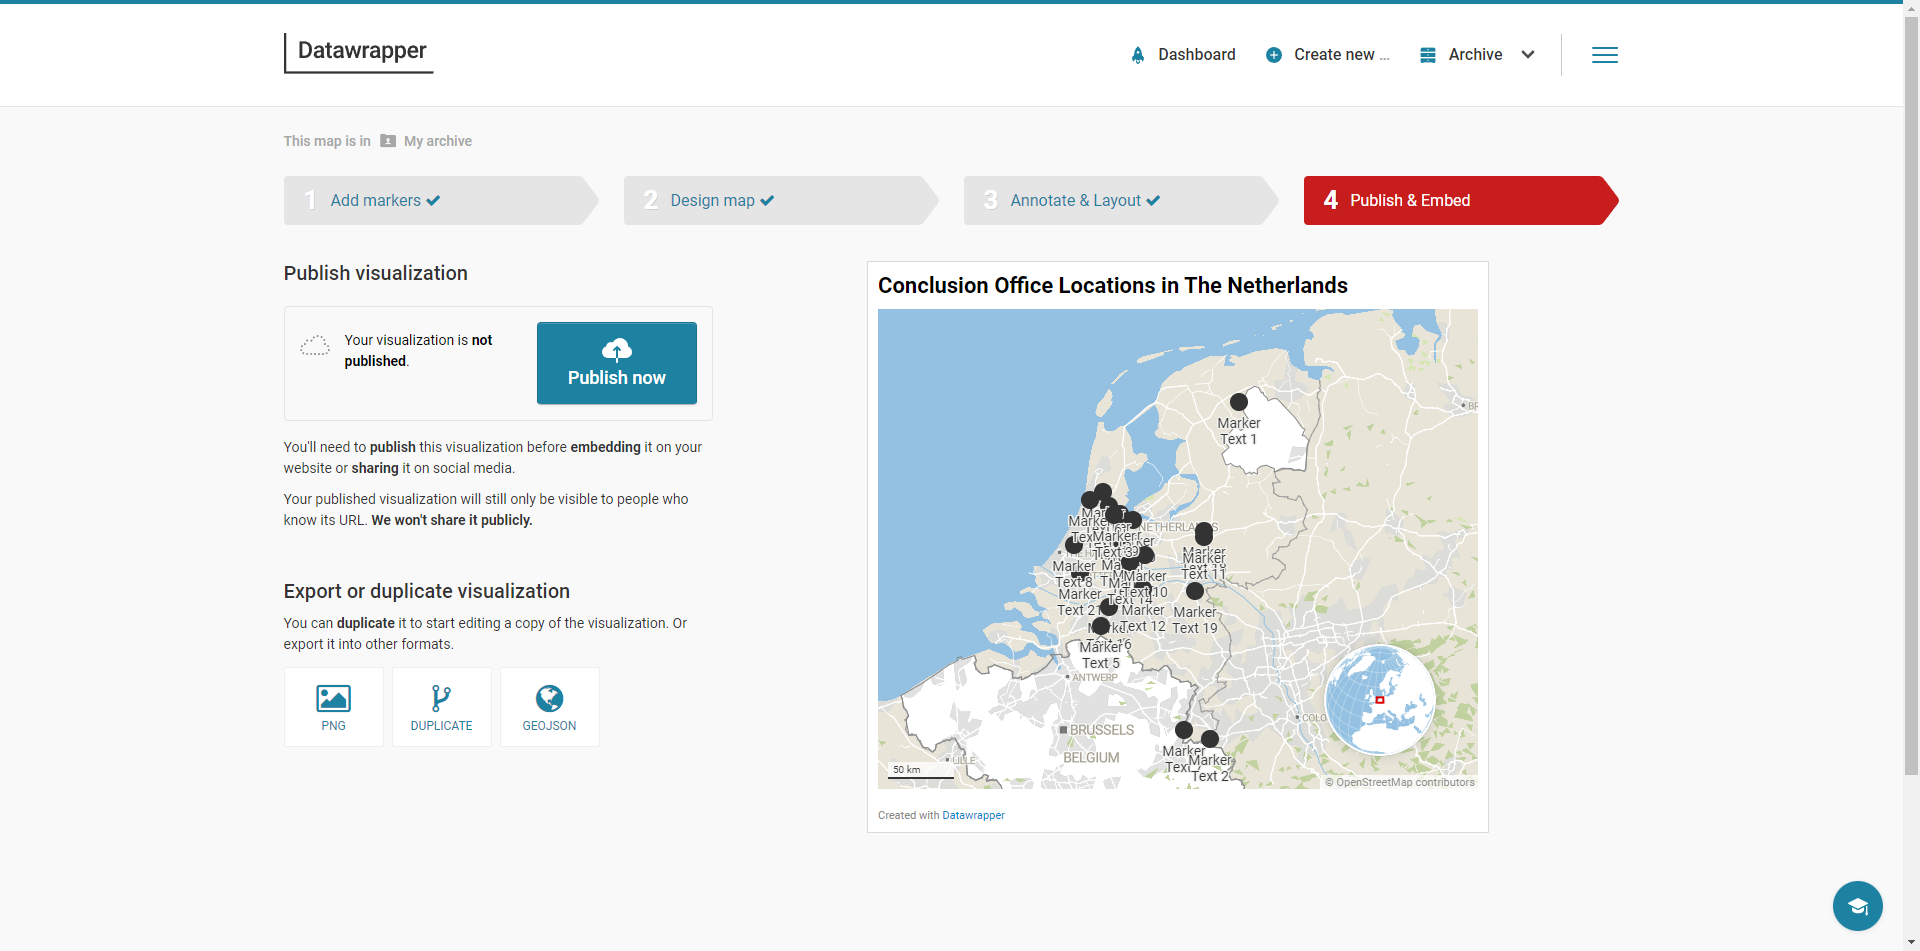 Datawrapper
Dashboard
Create new ...
Archive
This map is in My archive
1 Add markers
2 Design map
3 Annotate & Layout
4 Publish & Embed
Publish visualization
Your visualization is not
published.
Publish now
You'll need to publish this visualization before embedding it on your
website or sharing it on social media.
Your published visualization will still only be visible to people who
know its URL. We won't share it publicly.
Export or duplicate visualization
You can duplicate it to start editing a copy of the visualization. Or
export it into other formats.
PNG
DUPLICATE
GEOJSON
Conclusion Office Locations in The Netherlands
Marker
Text 1
Marker
Text 8
Marker
Text 21
Marker
Text 11
Marker
Text 12
Marker
Text 19
Marker
Text 5
ANTWERP
BRUSSELS
BELGIUM
LILLE
COLO
Marker
Marker
Text 2
50 km
© OpenStreetMap contributors
Created with Datawrapper